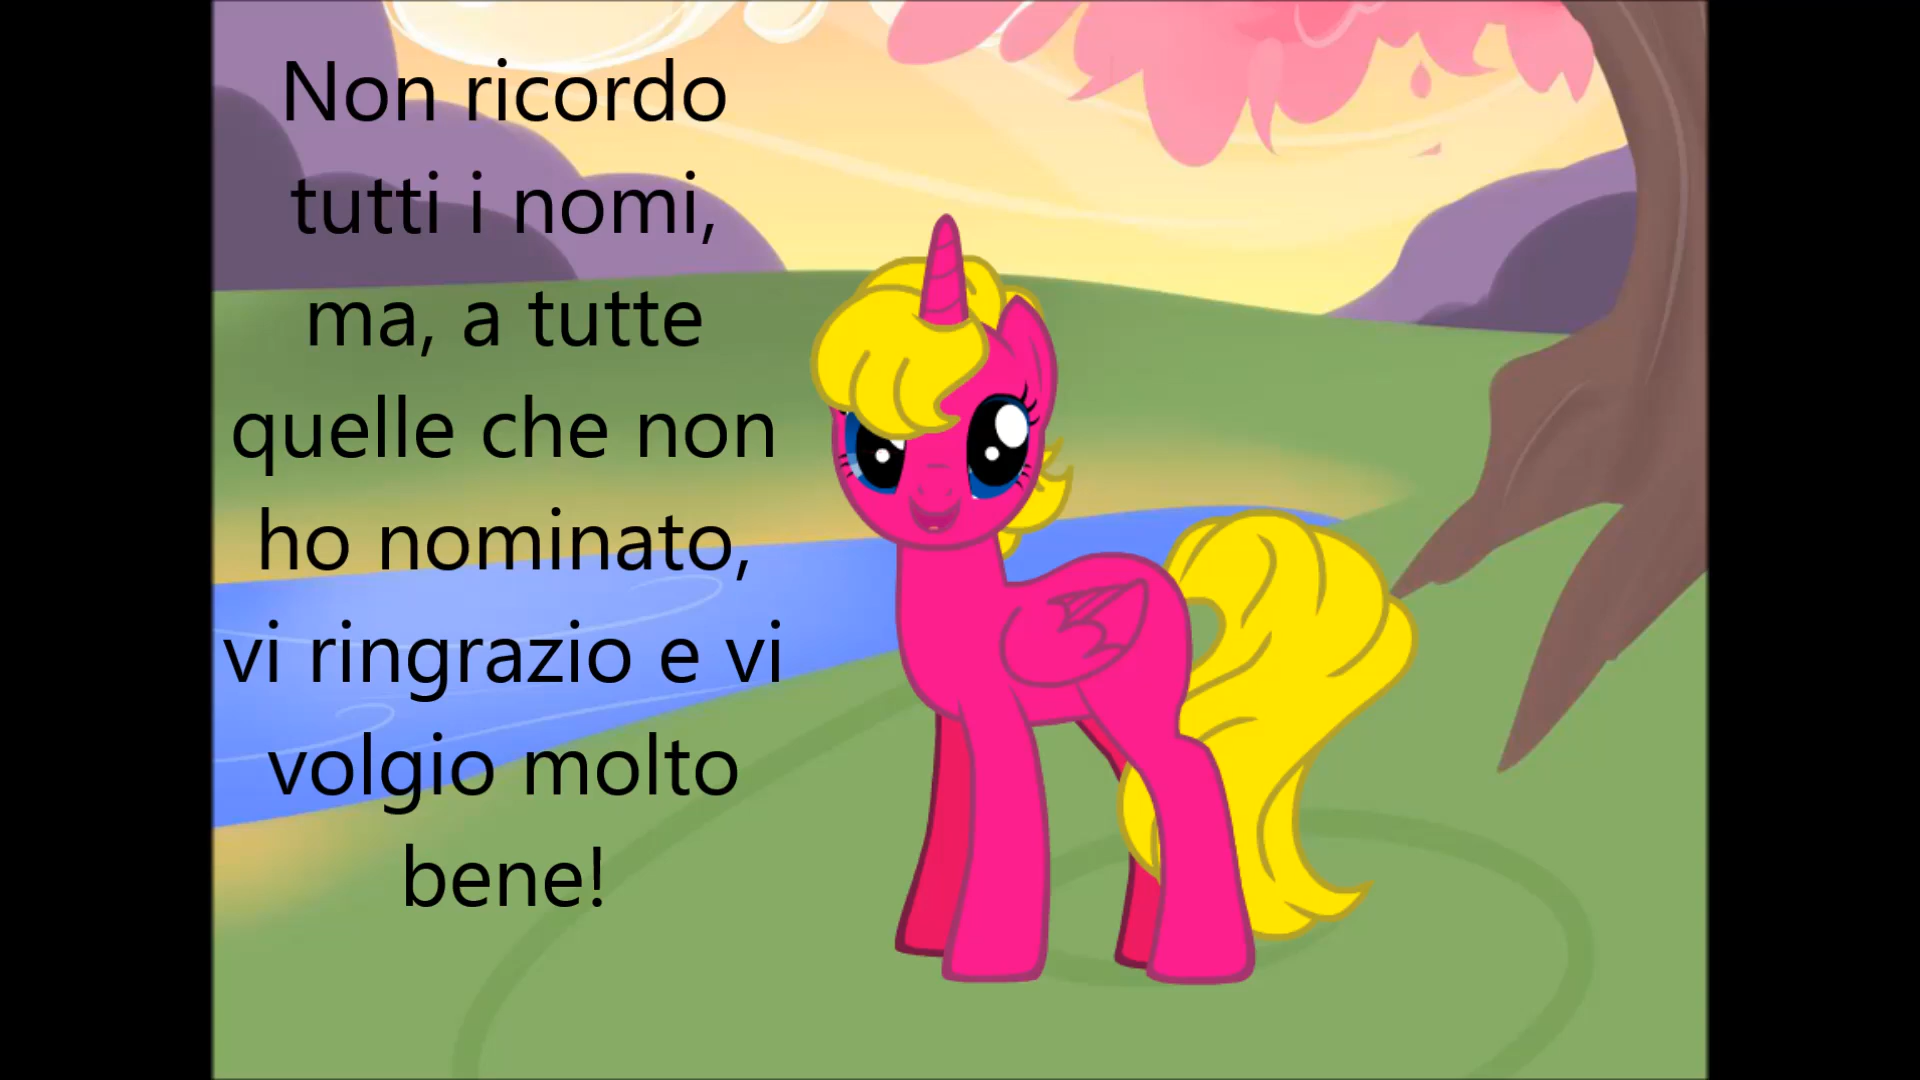 Non ricordo
tutti i nomi,
ma, a tutte
quelle che non
ho nominato,
vi ringrazio e vi
volgio molto
bene!